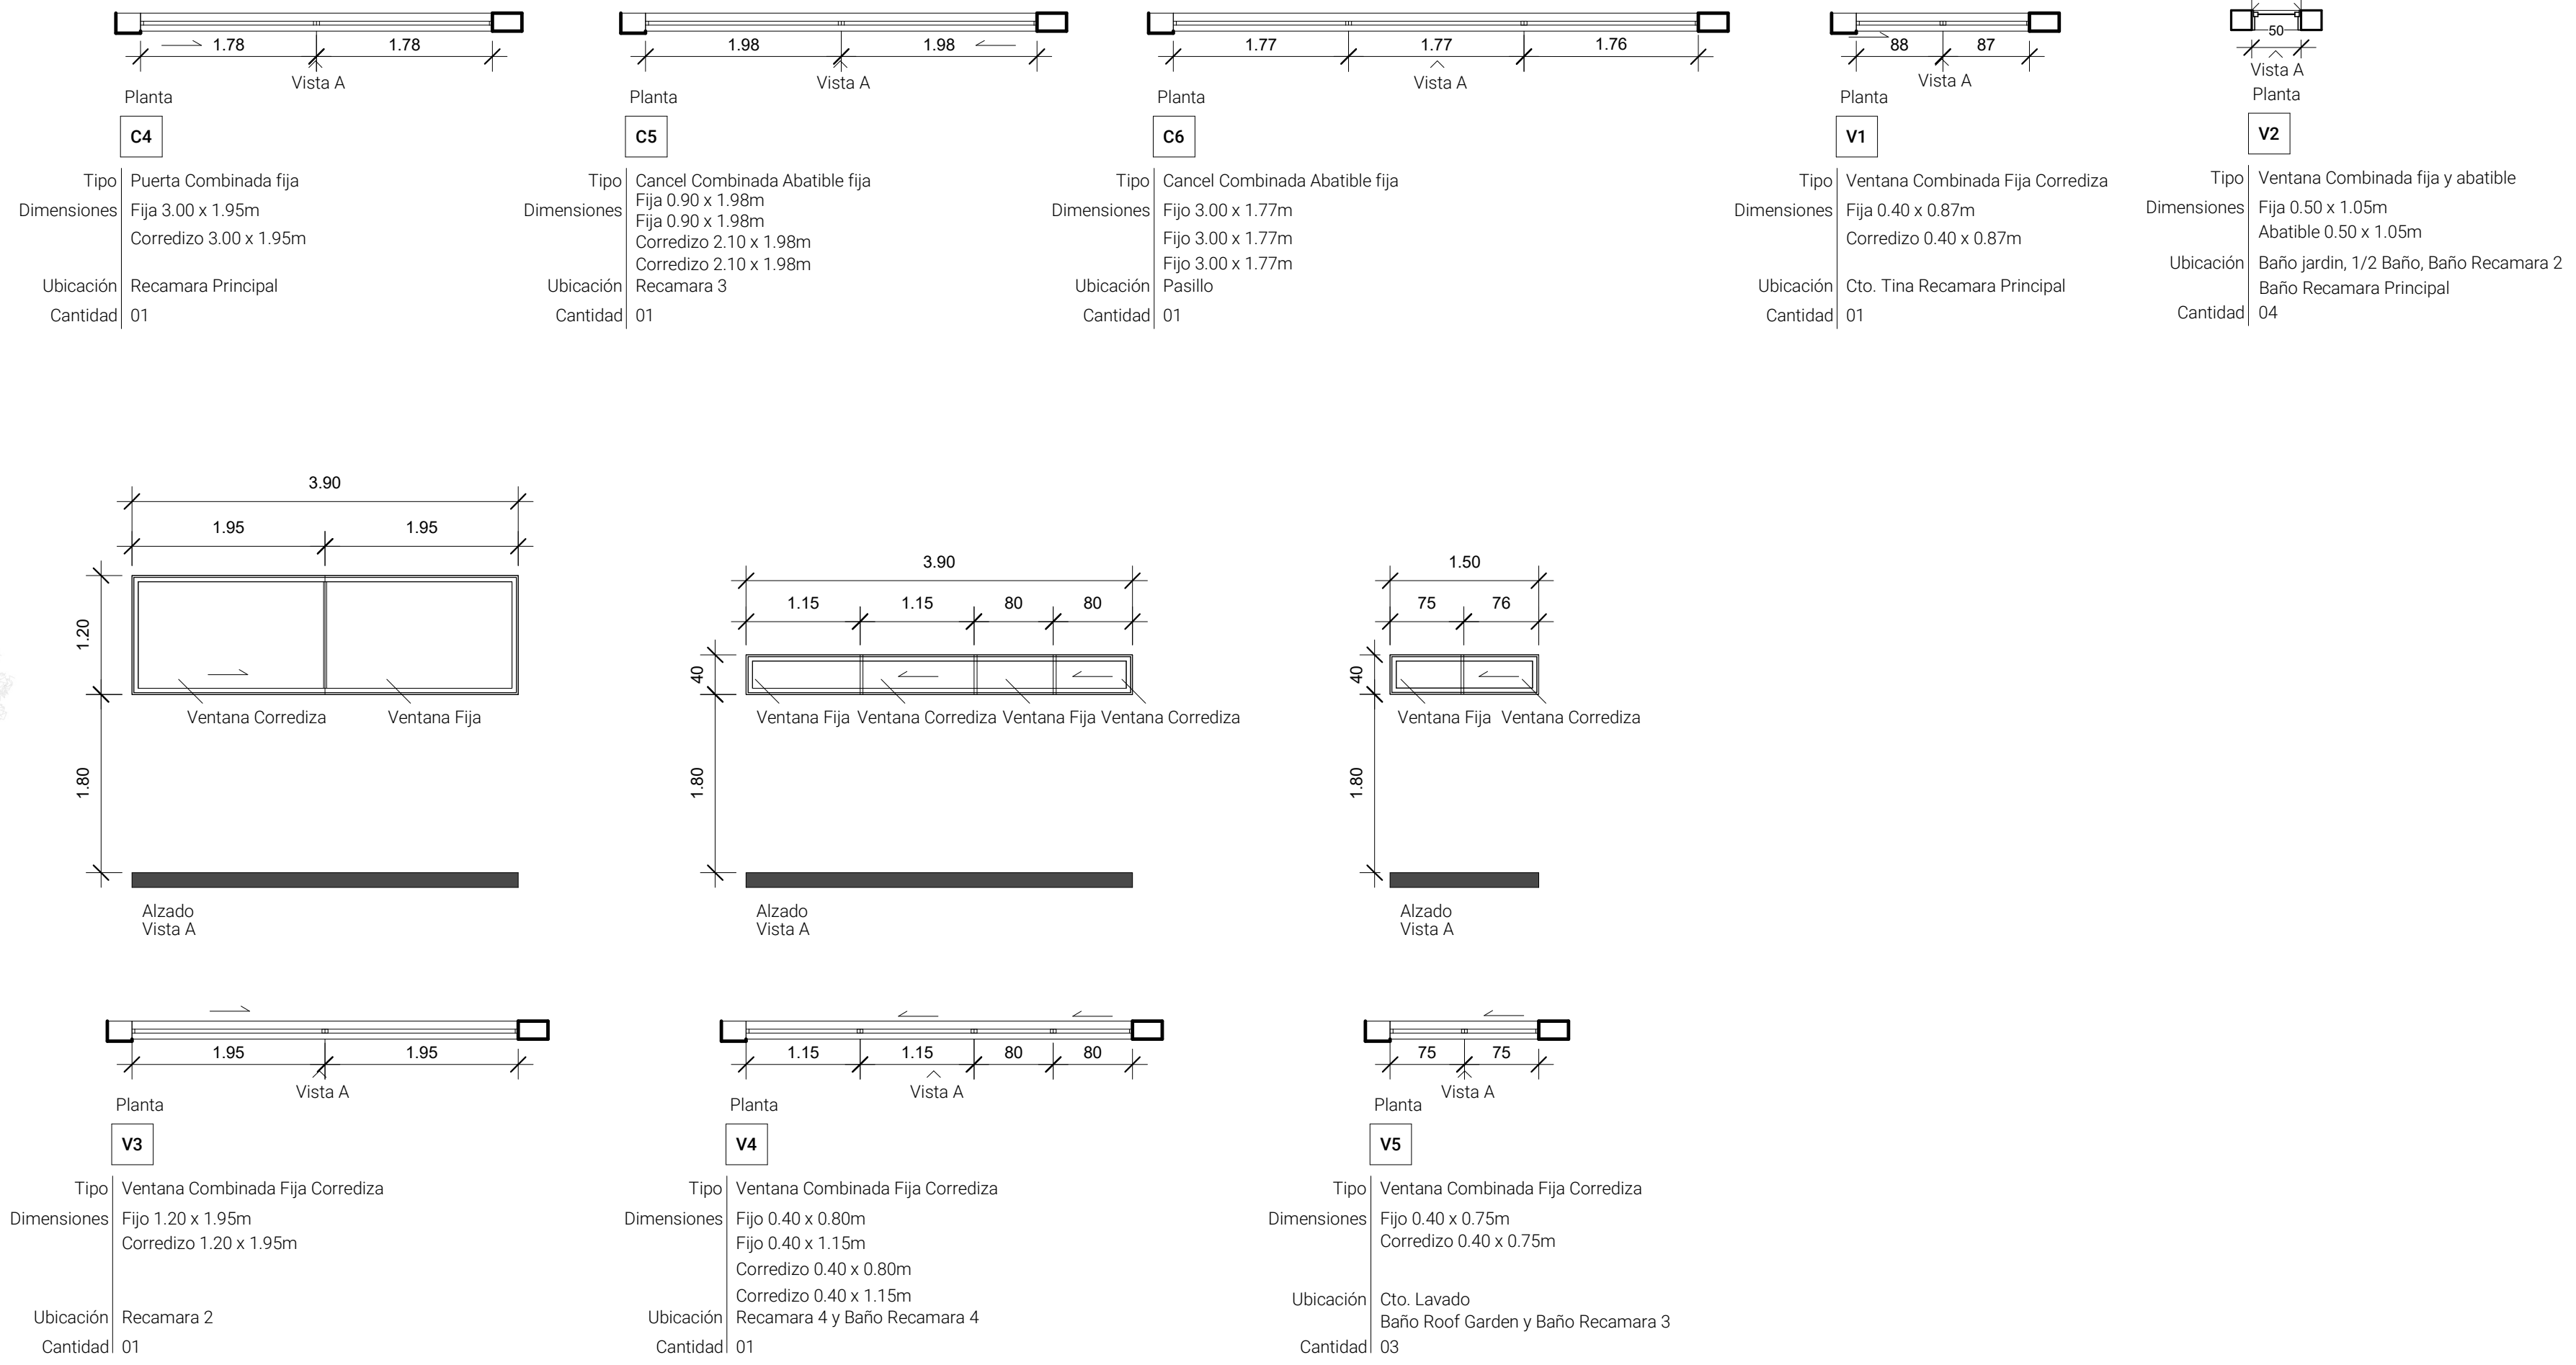 1.78 1.78
Vista A
Planta
C4
Tipo Puerta Combinada fija
Dimensiones Fija 3.00 x 1.95m
Corredizo 3.00 x 1.95m
Ubicación Recamara Principal
Cantidad 01
1.98 1.98
Vista A
Planta
C5
Tipo Cancel Combinada Abatible fija
Fija 0.90 x 1.98m
Dimensiones Fija 0.90 x 1.98m
Corredizo 2.10 x 1.98m
Corredizo 2.10 x 1.98m
Ubicación Recamara 3
Cantidad 01
1.77 1.77 1.76
Vista A
Planta
C6
Tipo Cancel Combinada Abatible fija
Dimensiones Fijo 3.00 x 1.77m
Fijo 3.00 x 1.77m
Fijo 3.00 x 1.77m
Ubicación Pasillo
Cantidad 01
88 87
Vista A
Planta
V1
Tipo Ventana Combinada Fija Corrediza
Dimensiones Fija 0.40 x 0.87m
Corredizo 0.40 x 0.87m
Ubicación Cto. Tina Recamara Principal
Cantidad 01
50
Vista A
Planta
V2
Tipo Ventana Combinada fija y abatible
Dimensiones Fija 0.50 x 1.05m
Abatible 0.50 x 1.05m
Ubicación Baño jardin, 1/2 Baño, Baño Recamara 2
Baño Recamara Principal
Cantidad 04
3.90
1.95 1.95
1.20
Ventana Corrediza Ventana Fija
1.80
Alzado
Vista A
1.95 1.95
Vista A
Planta
V3
Tipo Ventana Combinada Fija Corrediza
Dimensiones Fijo 1.20 x 1.95m
Corredizo 1.20 x 1.95m
Ubicación Recamara 2
Cantidad 01
3.90
1.15 1.15 80 80
40
Ventana Fija Ventana Corrediza Ventana Fija Ventana Corrediza
1.80
Alzado
Vista A
1.15 1.15 80 80
Vista A
Planta
V4
Tipo Ventana Combinada Fija Corrediza
Dimensiones Fijo 0.40 x 0.80m
Fijo 0.40 x 1.15m
Corredizo 0.40 x 0.80m
Corredizo 0.40 x 1.15m
Ubicación Recamara 4 y Baño Recamara 4
Cantidad 01
1.50
75 76
40
Ventana Fija Ventana Corrediza
1.80
Alzado
Vista A
75 75
Vista A
Planta
V5
Tipo Ventana Combinada Fija Corrediza
Dimensiones Fijo 0.40 x 0.75m
Corredizo 0.40 x 0.75m
Ubicación Cto. Lavado
Baño Roof Garden y Baño Recamara 3
Cantidad 03